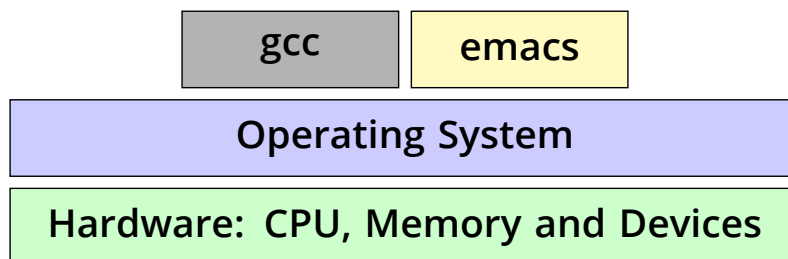 gcc
emacs
Operating System
Hardware: CPU, Memory and Devices